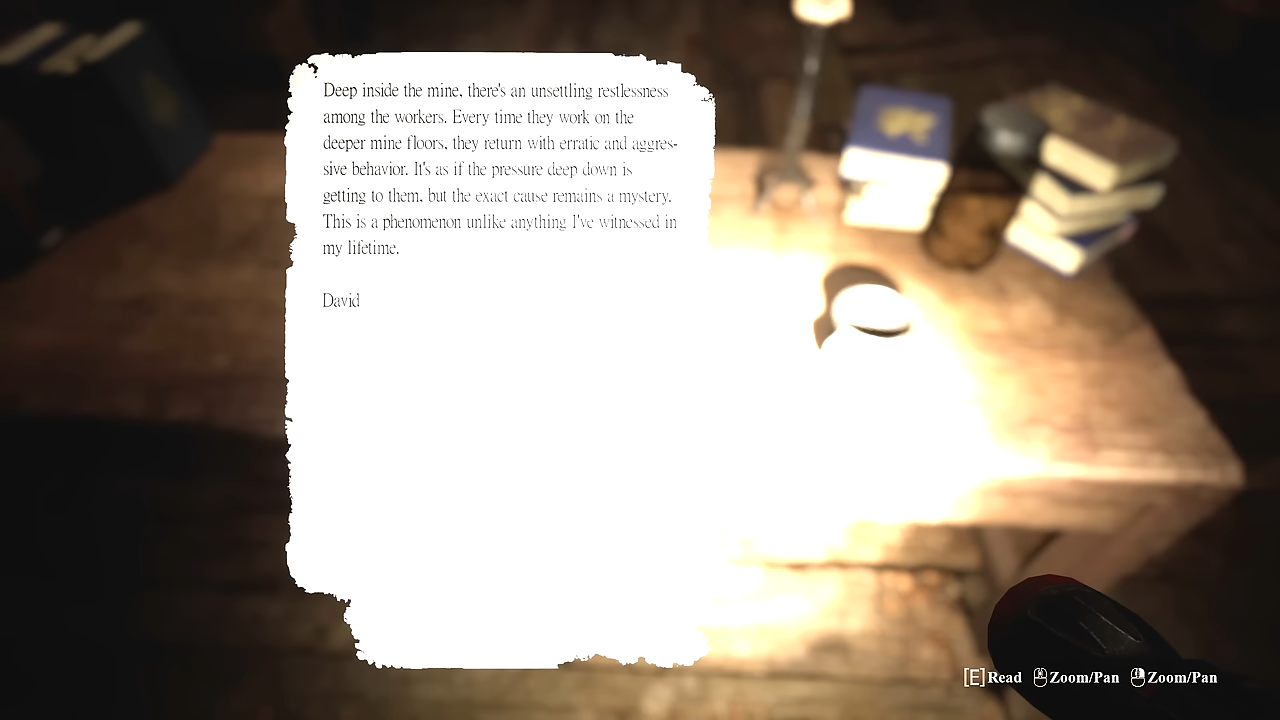 Deep inside the mine, there's an unsettling restlessness
among the workers. Every time they work on the
deeper mine floors, they return with erratic and aggres-
sive behavior. It's as if the pressure deep down is
getting to them, but the exact cause remains a mystery.
This is a phenomenon unlike anything I've witnessed in
my lifetime.
David
[E] Read Zoom/Pan Zoom/Pan